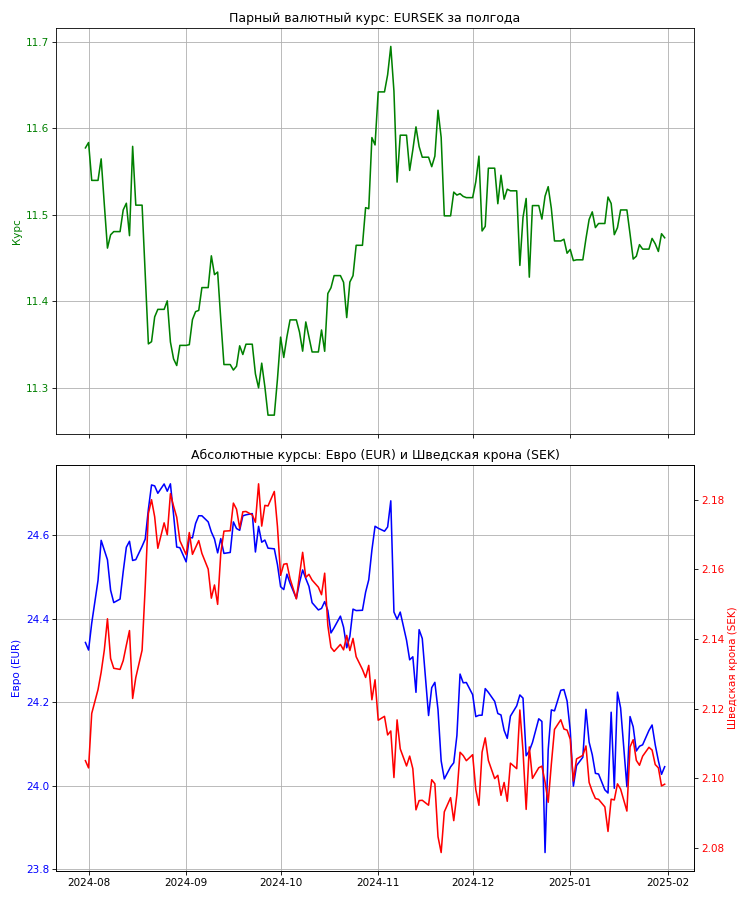 Парный валютный курс: EURSEK за полгода
11.7
11.6
11.5
11.4
11.3
Курс
Абсолютные курсы: Евро (EUR) и Шведская крона (SEK)
24.6
24.4
24.2
24.0
23.8
Евро (EUR)
2.18
2.16
2.14
2.12
2.10
2.08
Шведская крона (SEK)
2024-08 2024-09 2024-10 2024-11 2024-12 2025-01 2025-02